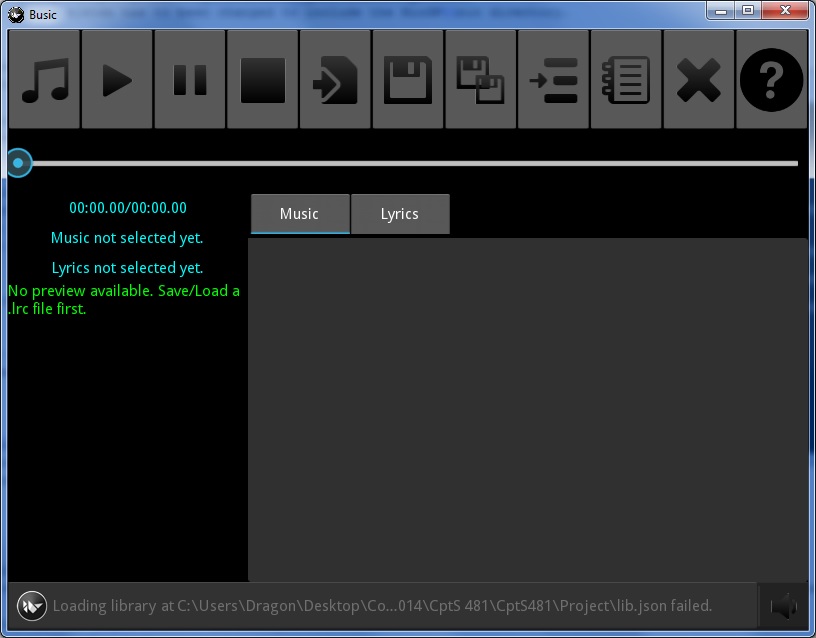 Busic
00:00.00/00:00.00
Music not selected yet.
Lyrics not selected yet.
No preview available. Save/Load a
.lrc file first.
Music
Lyrics
Loading library at C:\Users\Dragon\Desktop\Co...014\CptS 481\CptS481\Project\lib.json failed.